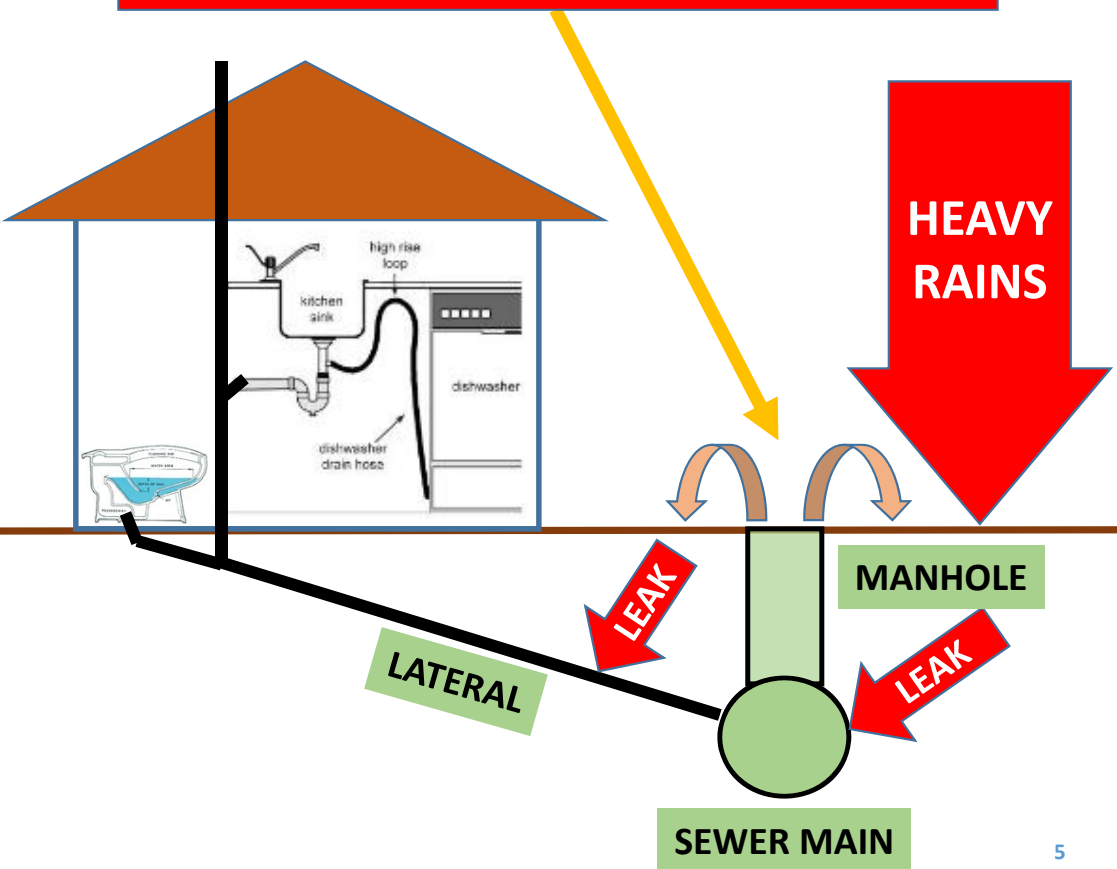 HEAVY
RAINS
high rise
loop
kitchen
sink
dishwasher
dishwasher
drain hose
LEAK
MANHOLE
LEAK
LATERAL
SEWER MAIN
5